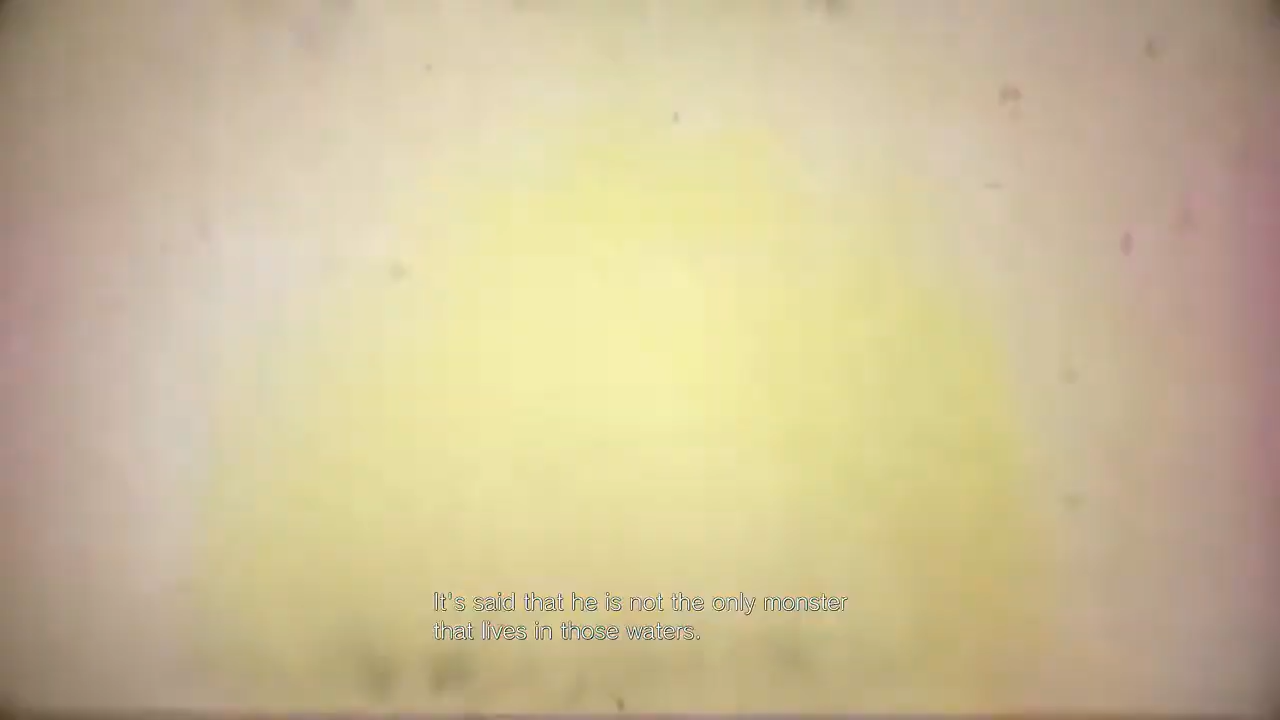 It's said that he is not the only monster
that lives in those waters.